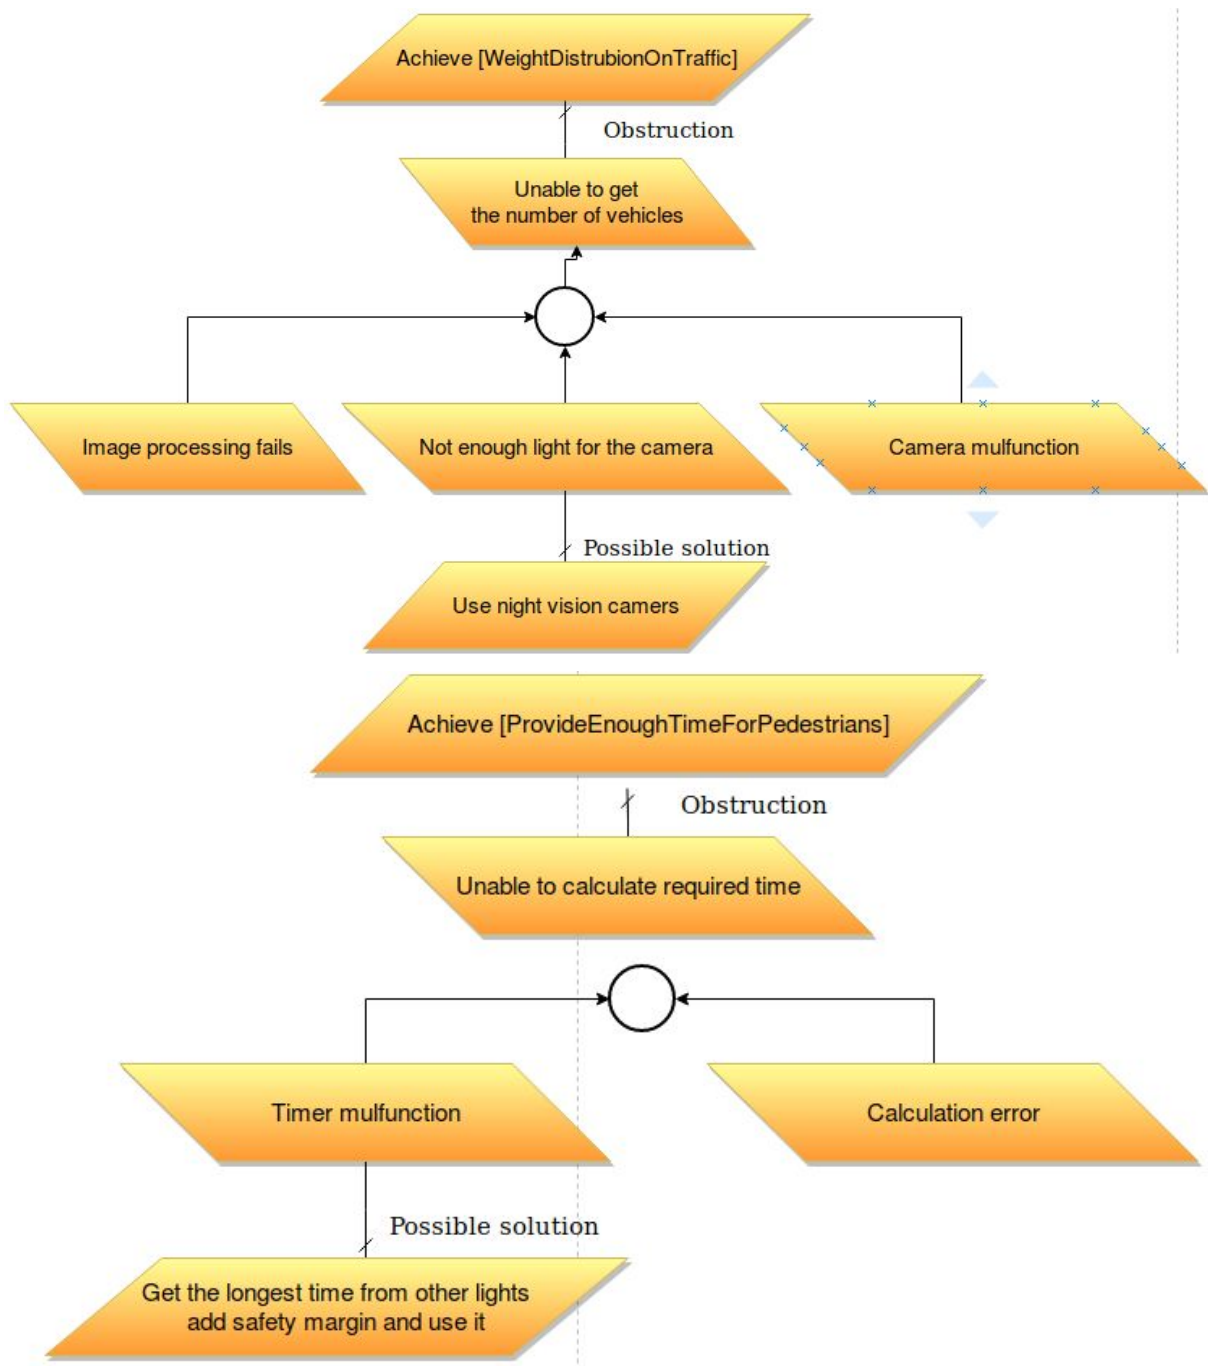 Achieve [WeightDistrubionOnTraffic]
Obstruction
Unable to get
the number of vehicles
Image processing fails
Not enough light for the camera
Camera mulfunction
Possible solution
Use night vision camers
Achieve [ProvideEnoughTimeForPedestrians]
Obstruction
Unable to calculate required time
Timer mulfunction
Calculation error
Possible solution
Get the longest time from other lights
add safety margin and use it